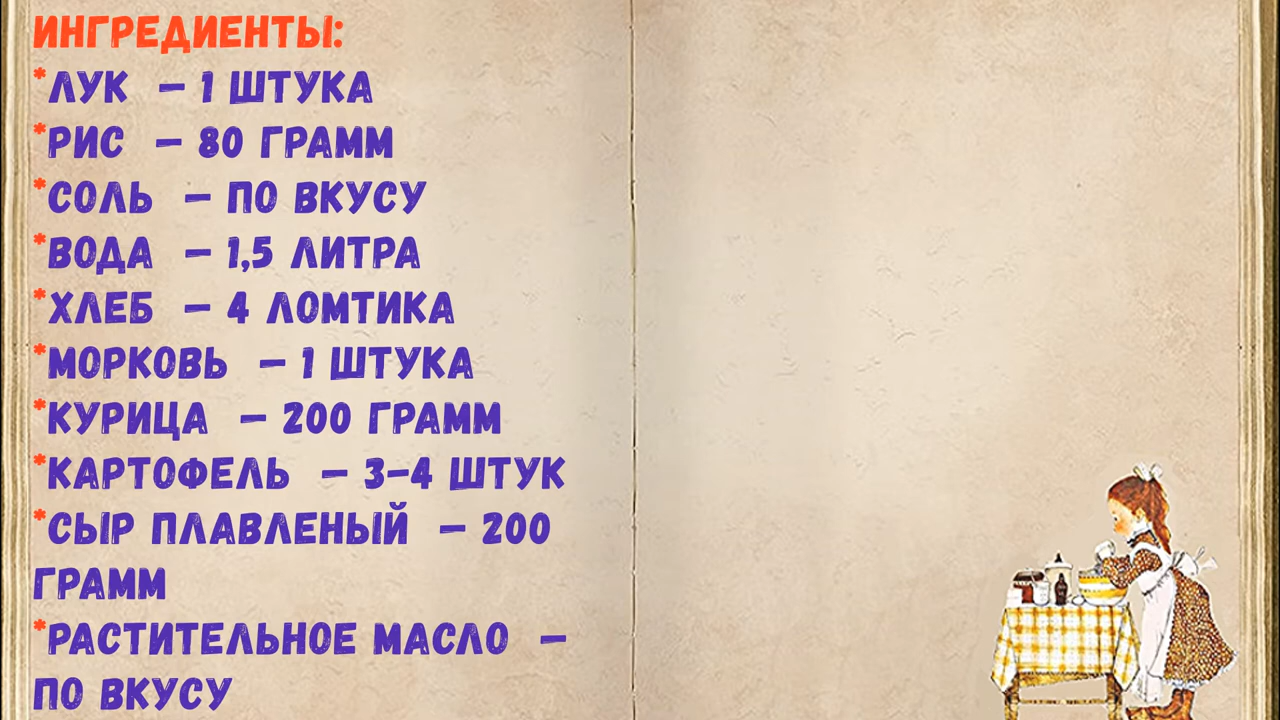 ИНГРЕДИЕНТЫ:
*ЛУК – 1 ШТУКА
*РИС – 80 ГРАММ
*СОЛЬ – ПО ВКУСУ
*ВОДА – 1,5 ЛИТРА
*ХЛЕБ – 4 ЛОМТИКА
*МОРКОВЬ – 1 ШТУКА
*КУРИЦА – 200 ГРАММ
*КАРТОФЕЛЬ – 3-4 ШТУК
*СЫР ПЛАВЛЕНЫЙ – 200
ГРАММ
*РАСТИТЕЛЬНОЕ МАСЛО –
ПО ВКУСУ